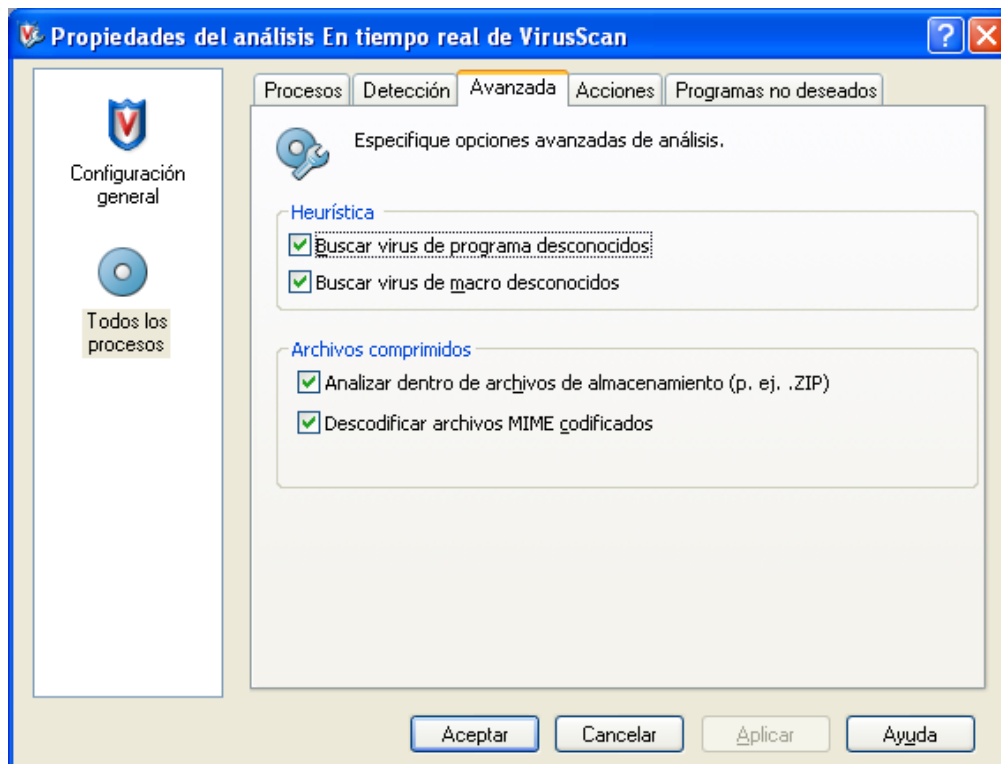 Propiedades del análisis En tiempo real de VirusScan
Configuración
general
Todos los
procesos
Procesos
Detección
Avanzada
Acciones
Programas no deseados
Especifique opciones avanzadas de análisis.
Heurística
Buscar virus de programa desconocidos
Buscar virus de macro desconocidos
Archivos comprimidos
Analizar dentro de archivos de almacenamiento (p. ej. .ZIP)
Descodificar archivos MIME codificados
Aceptar
Cancelar
Aplicar
Ayuda